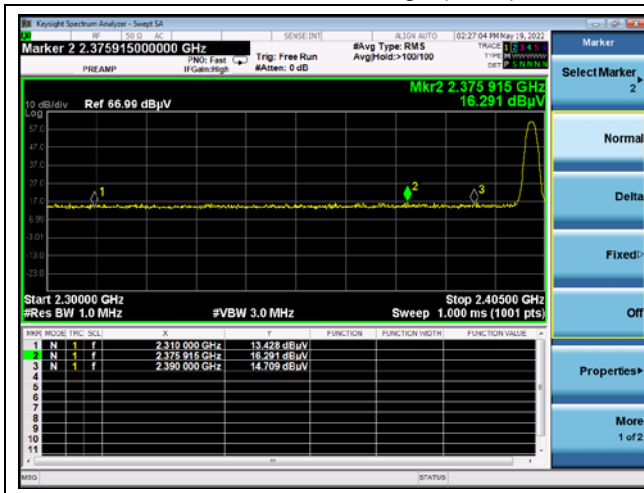 Keysight Spectrum Analyzer - Swept SA
RF 50 Ω AC SENSE:INT ALIGN AUTO 02:27:04 PM May 19, 2022
Marker 2 2.375915000000 GHz
PREAMP
PNO: Fast
IFGain:High
Trig: Free Run
#Atten: 0 dB
#Avg Type: RMS
Avg|Hold:>100/100
TRACE 1 2 3 4 5 6
TYPE M
DET P S N N N N
Mkr2 2.375 915 GHz
16.291 dBµV
10 dB/div Ref 66.99 dBµV
Log
57.0
47.0
37.0
27.0
17.0
6.99
-3.01
-13.0
-23.0
1
2
3
Start 2.30000 GHz
Stop 2.40500 GHz
#Res BW 1.0 MHz
#VBW 3.0 MHz
Sweep 1.000 ms (1001 pts)
MKR MODE TRC SCL X Y FUNCTION FUNCTION WIDTH FUNCTION VALUE
1 N 1 f 2.310 000 GHz 13.428 dBµV
2 N 1 f 2.375 915 GHz 16.291 dBµV
3 N 1 f 2.390 000 GHz 14.709 dBµV
4
5
6
7
8
9
10
11
MSG
STATUS
Marker
Select Marker
2
Normal
Delta
Fixed
Off
Properties
More
1 of 2